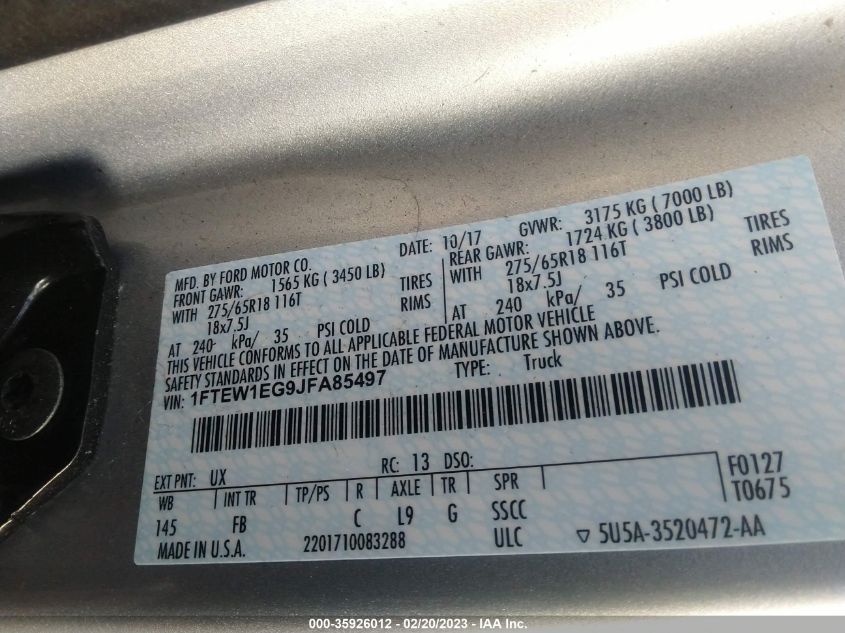 MFD. BY FORD MOTOR CO.
DATE: 10/17 GVWR: 3175 KG ( 7000 LB)
FRONT GAWR: 1565 KG ( 3450 LB)
REAR GAWR: 1724 KG ( 3800 LB)
WITH 275/65R18 116T TIRES
WITH 275/65R18 116T TIRES
18x7.5J RIMS
18x7.5J RIMS
AT 240 kPa/ 35 PSI COLD
AT 240 kPa/ 35 PSI COLD
THIS VEHICLE CONFORMS TO ALL APPLICABLE FEDERAL MOTOR VEHICLE
SAFETY STANDARDS IN EFFECT ON THE DATE OF MANUFACTURE SHOWN ABOVE.
VIN: 1FTEW1EG9JFA85497 TYPE: Truck
EXT PNT: UX RC: 13 DSO: F0127
WB INT TR TP/PS R AXLE TR SPR T0675
145 FB C L9 G SSCC
MADE IN U.S.A. 2201710083288 ULC ▽ 5U5A-3520472-AA
000-35926012 - 02/20/2023 - IAA Inc.